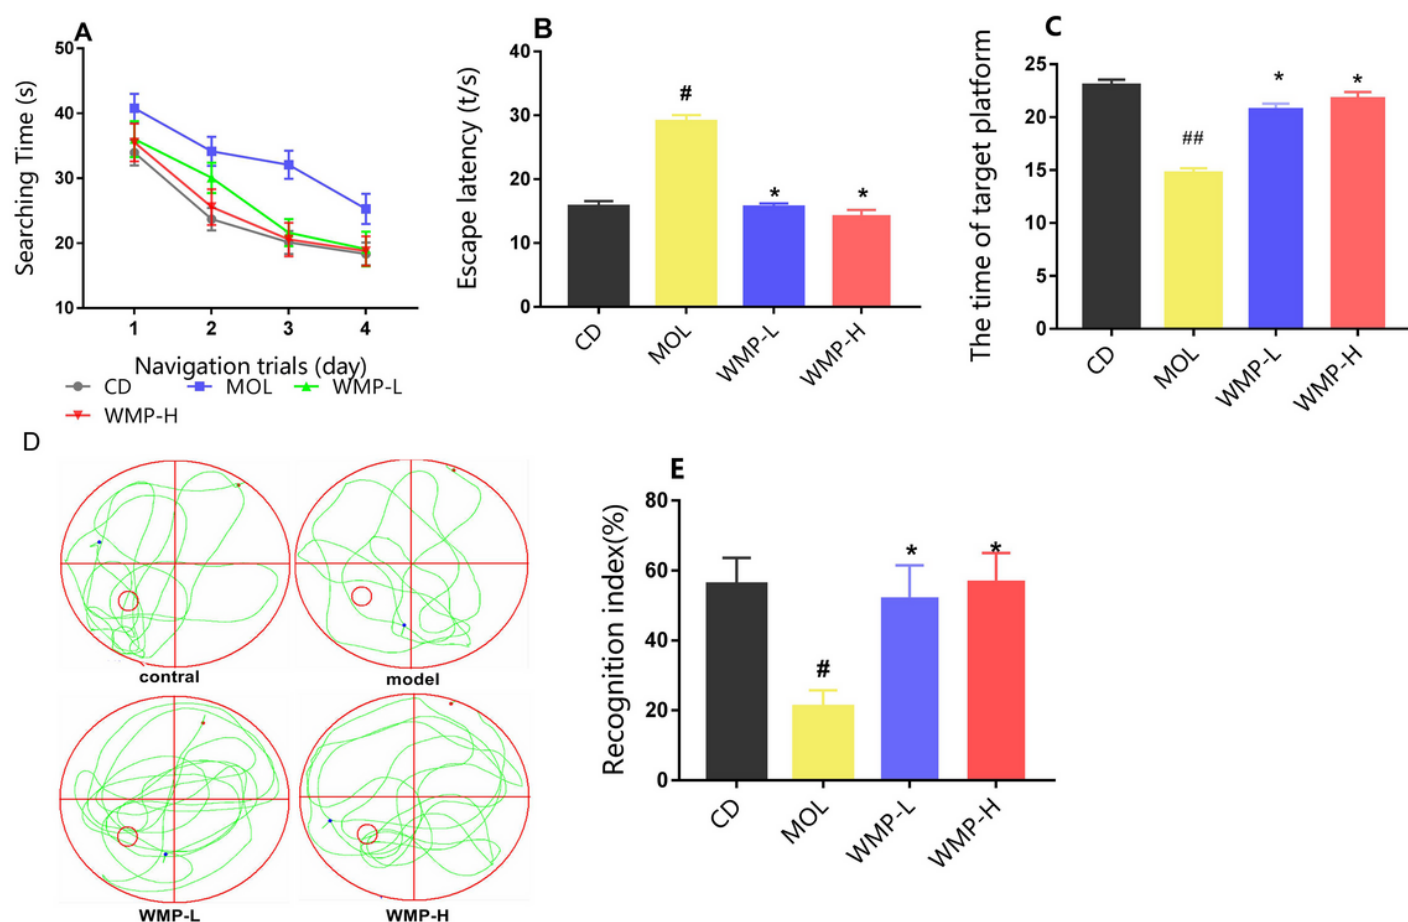 A
Searching Time (s)
50
40
30
20
10
1 2 3 4
Navigation trials (day)
CD MOL WMP-L
WMP-H
B
Escape latency (t/s)
40
30
20
10
0
#
* *
CD MOL WMP-L WMP-H
C
The time of target platform
25
20
15
10
5
0
##
* *
CD MOL WMP-L WMP-H
D
contral model
WMP-L WMP-H
E
Recognition index(%)
80
60
40
20
0
#
* *
CD MOL WMP-L WMP-H